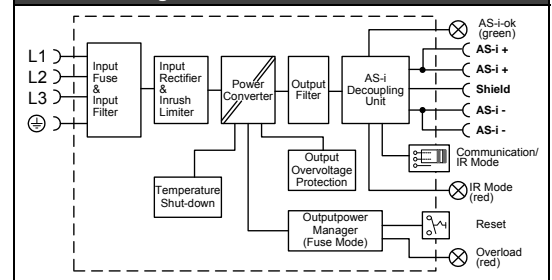 L1
L2
L3
Input
Fuse
&
Input
Filter
Input
Rectifier
&
Inrush
Limiter
Power
Converter
Output
Filter
AS-i
Decoupling
Unit
Temperature
Shut-down
Output
Overvoltage
Protection
Outputpower
Manager
(Fuse Mode)
AS-i-ok
(green)
AS-i +
AS-i +
Shield
AS-i -
AS-i -
Communication/
IR Mode
IR Mode
(red)
Reset
Overload
(red)